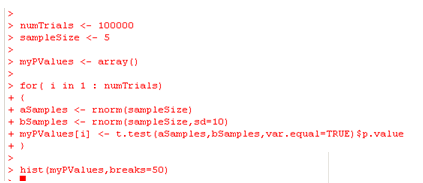 >
> numTrials <- 100000
> sampleSize <- 5
>
> myPValues <- array()
>
> for( i in 1 : numTrials)
+ {
+ aSamples <- rnorm(sampleSize)
+ bSamples <- rnorm(sampleSize,sd=10)
+ myPValues[i] <- t.test(aSamples,bSamples,var.equal=TRUE)$p.value
+ }
>
> hist(myPValues,breaks=50)
>